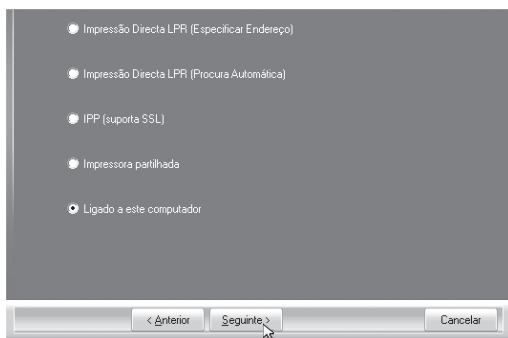 Impressão Directa LPR (Especificar Endereço)
Impressão Directa LPR (Procura Automática)
IPP (suporta SSL)
Impressora partilhada
Ligado a este computador
< Anterior Seguinte > Cancelar